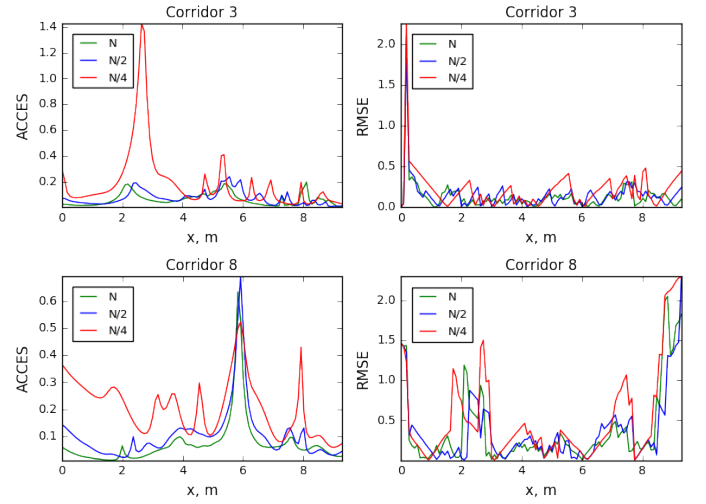 Corridor 3
ACCES
1.4
1.2
1.0
0.8
0.6
0.4
0.2
N
N/2
N/4
0 2 4 6 8
x, m
Corridor 3
RMSE
2.0
1.5
1.0
0.5
N
N/2
N/4
0 2 4 6 8
x, m
Corridor 8
ACCES
0.6
0.5
0.4
0.3
0.2
0.1
N
N/2
N/4
0 2 4 6 8
x, m
Corridor 8
RMSE
2.0
1.5
1.0
0.5
N
N/2
N/4
0 2 4 6 8
x, m